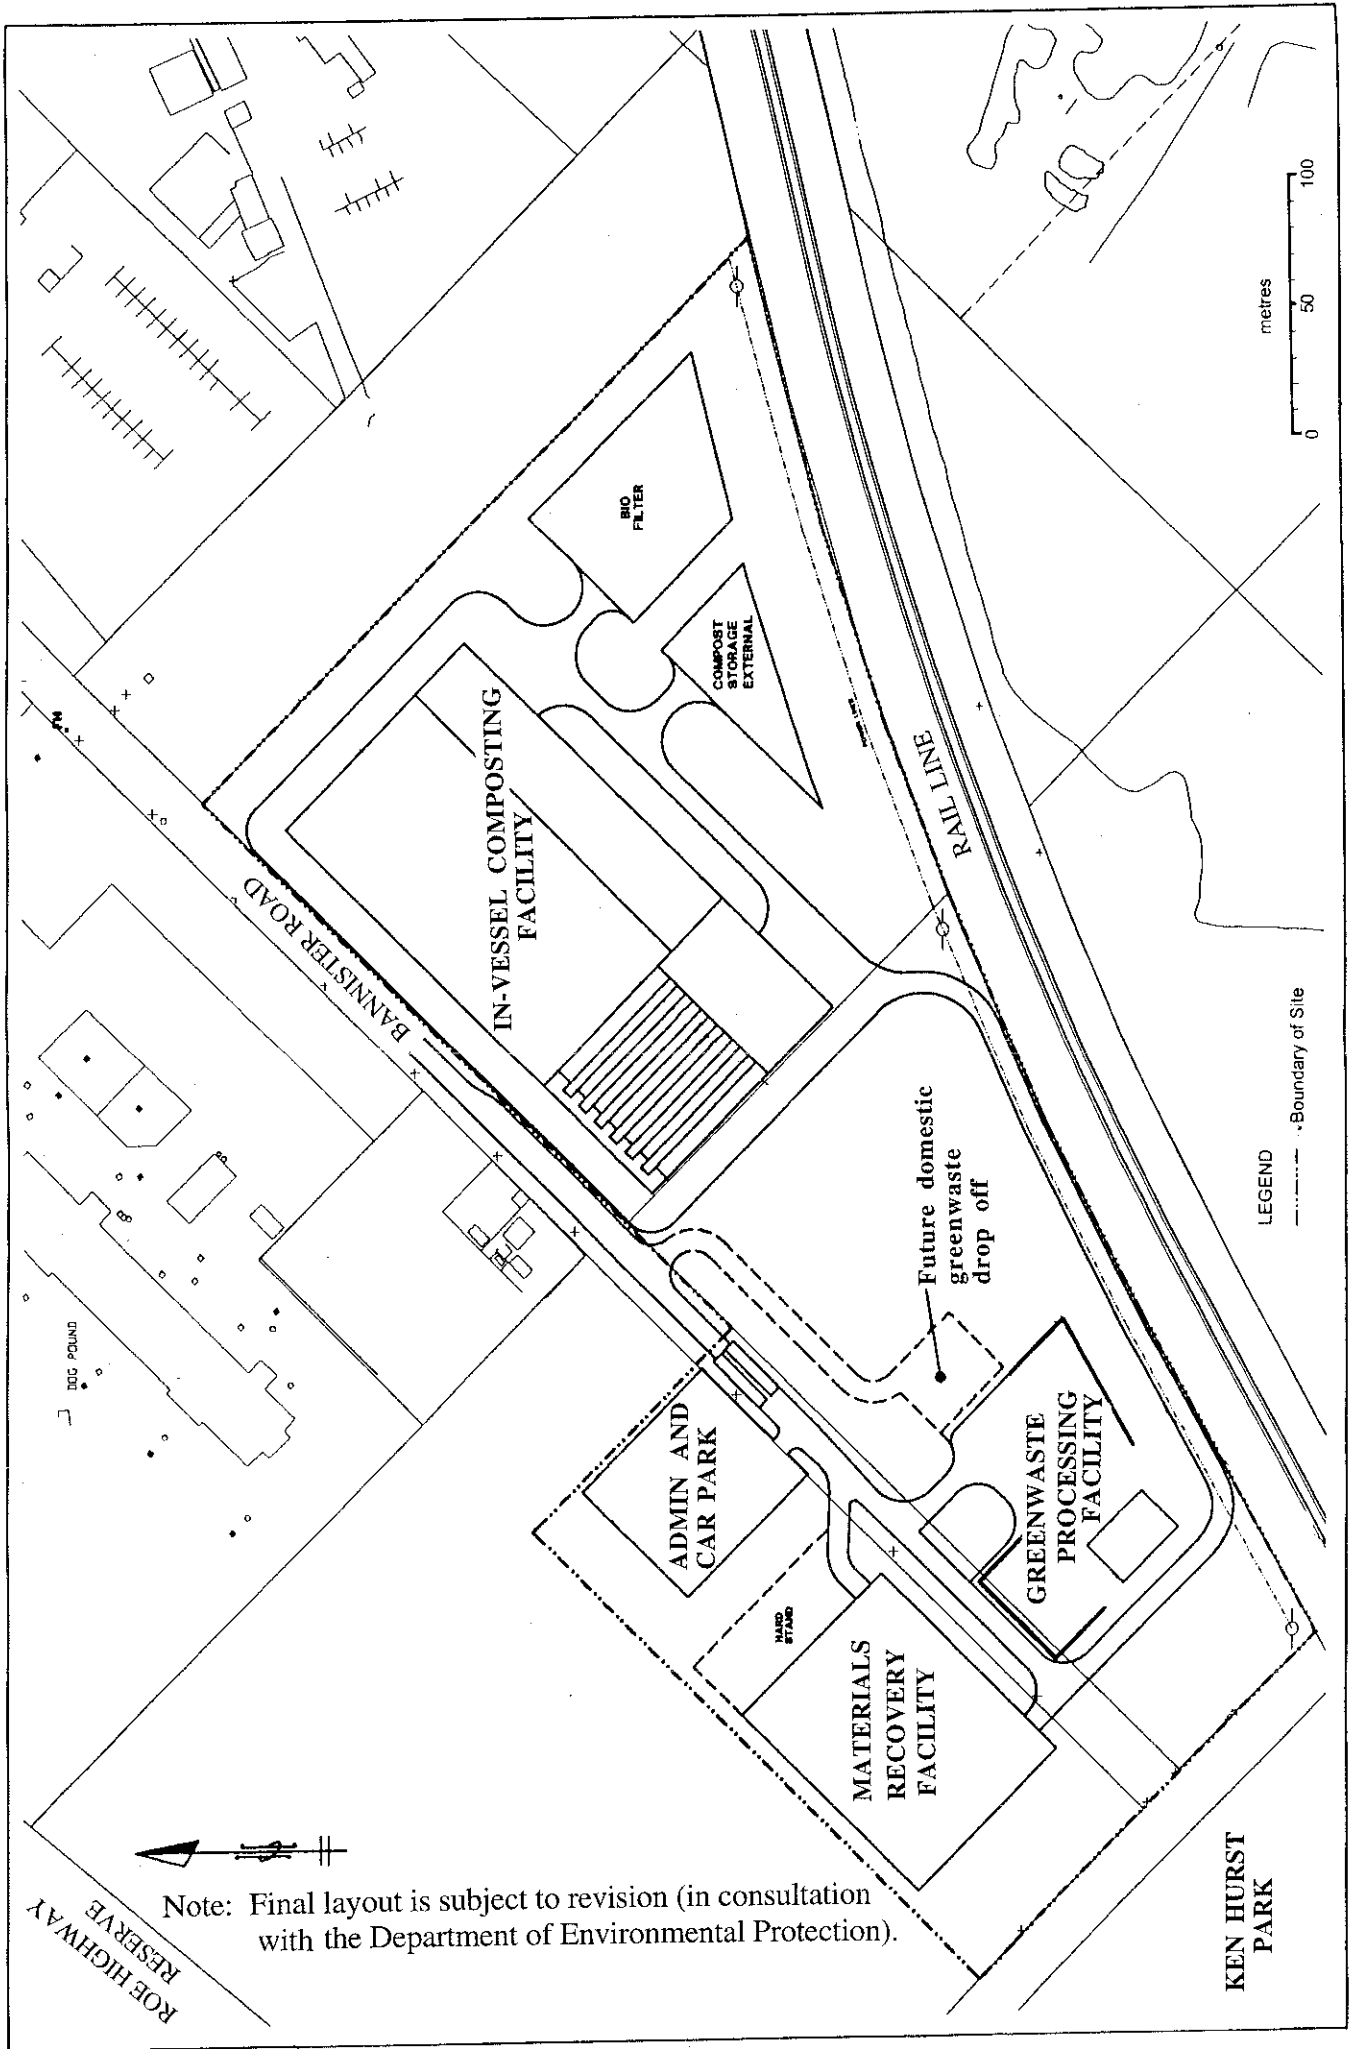 ROE HIGHWAY
RESERVE
Note: Final layout is subject to revision (in consultation
with the Department of Environmental Protection).
DOG POUND
BANNISTER ROAD
IN-VESSEL COMPOSTING
FACILITY
BIO
FILTER
COMPOST
STORAGE
EXTERNAL
RAIL LINE
ADMIN AND
CAR PARK
HARD
STAND
MATERIALS
RECOVERY
FACILITY
GREENWASTE
PROCESSING
FACILITY
Future domestic
greenwaste
drop off
KEN HURST
PARK
LEGEND
Boundary of Site
metres
0 50 100